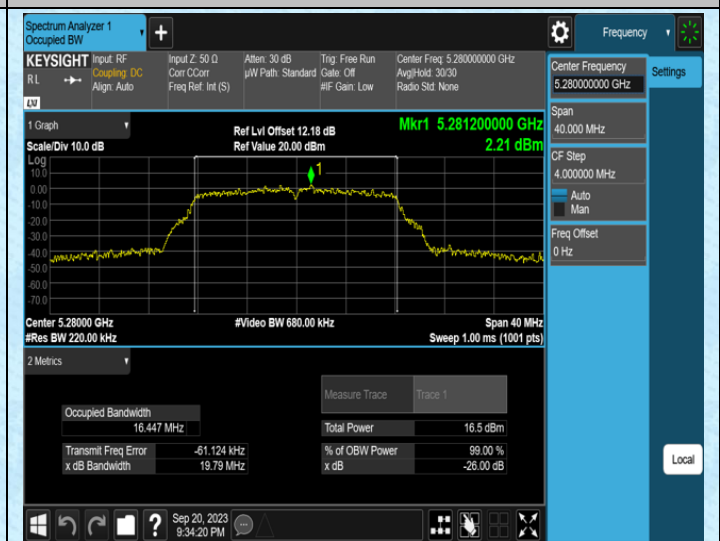 Spectrum Analyzer 1
Occupied BW
Frequency
KEYSIGHT
R L
LXI
Input: RF
Coupling: DC
Align: Auto
Input Z: 50 Ω
Corr CCorr
Freq Ref: Int (S)
Atten: 30 dB
µW Path: Standard
Trig: Free Run
Gate: Off
#IF Gain: Low
Center Freq: 5.280000000 GHz
Avg|Hold: 30/30
Radio Std: None
Center Frequency
5.280000000 GHz
Settings
Span
40.000 MHz
CF Step
4.000000 MHz
Auto
Man
Freq Offset
0 Hz
1 Graph
Scale/Div 10.0 dB
Ref Lvl Offset 12.18 dB
Ref Value 20.00 dBm
Mkr1 5.281200000 GHz
2.21 dBm
Log
10.0
0.00
-10.0
-20.0
-30.0
-40.0
-50.0
-60.0
-70.0
1
Center 5.28000 GHz
#Res BW 220.00 kHz
#Video BW 680.00 kHz
Span 40 MHz
Sweep 1.00 ms (1001 pts)
2 Metrics
Measure Trace Trace 1
Occupied Bandwidth
16.447 MHz
Total Power 16.5 dBm
Transmit Freq Error -61.124 kHz
% of OBW Power 99.00 %
x dB Bandwidth 19.79 MHz
x dB -26.00 dB
Local
?
Sep 20, 2023
9:34:20 PM